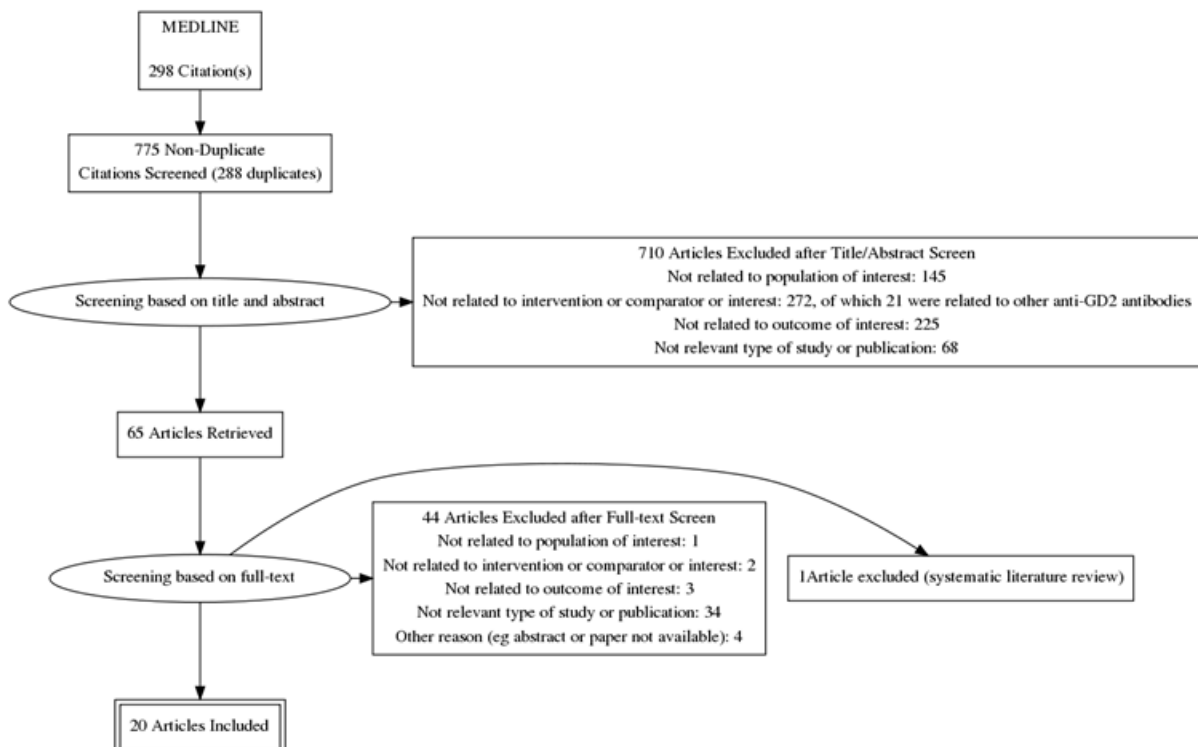 MEDLINE
298 Citation(s)
775 Non-Duplicate
Citations Screened (288 duplicates)
710 Articles Excluded after Title/Abstract Screen
Not related to population of interest: 145
Not related to intervention or comparator or interest: 272, of which 21 were related to other anti-GD2 antibodies
Not related to outcome of interest: 225
Not relevant type of study or publication: 68
Screening based on title and abstract
65 Articles Retrieved
44 Articles Excluded after Full-text Screen
Not related to population of interest: 1
Not related to intervention or comparator or interest: 2
Not related to outcome of interest: 3
Not relevant type of study or publication: 34
Other reason (eg abstract or paper not available): 4
Screening based on full-text
1Article excluded (systematic literature review)
20 Articles Included